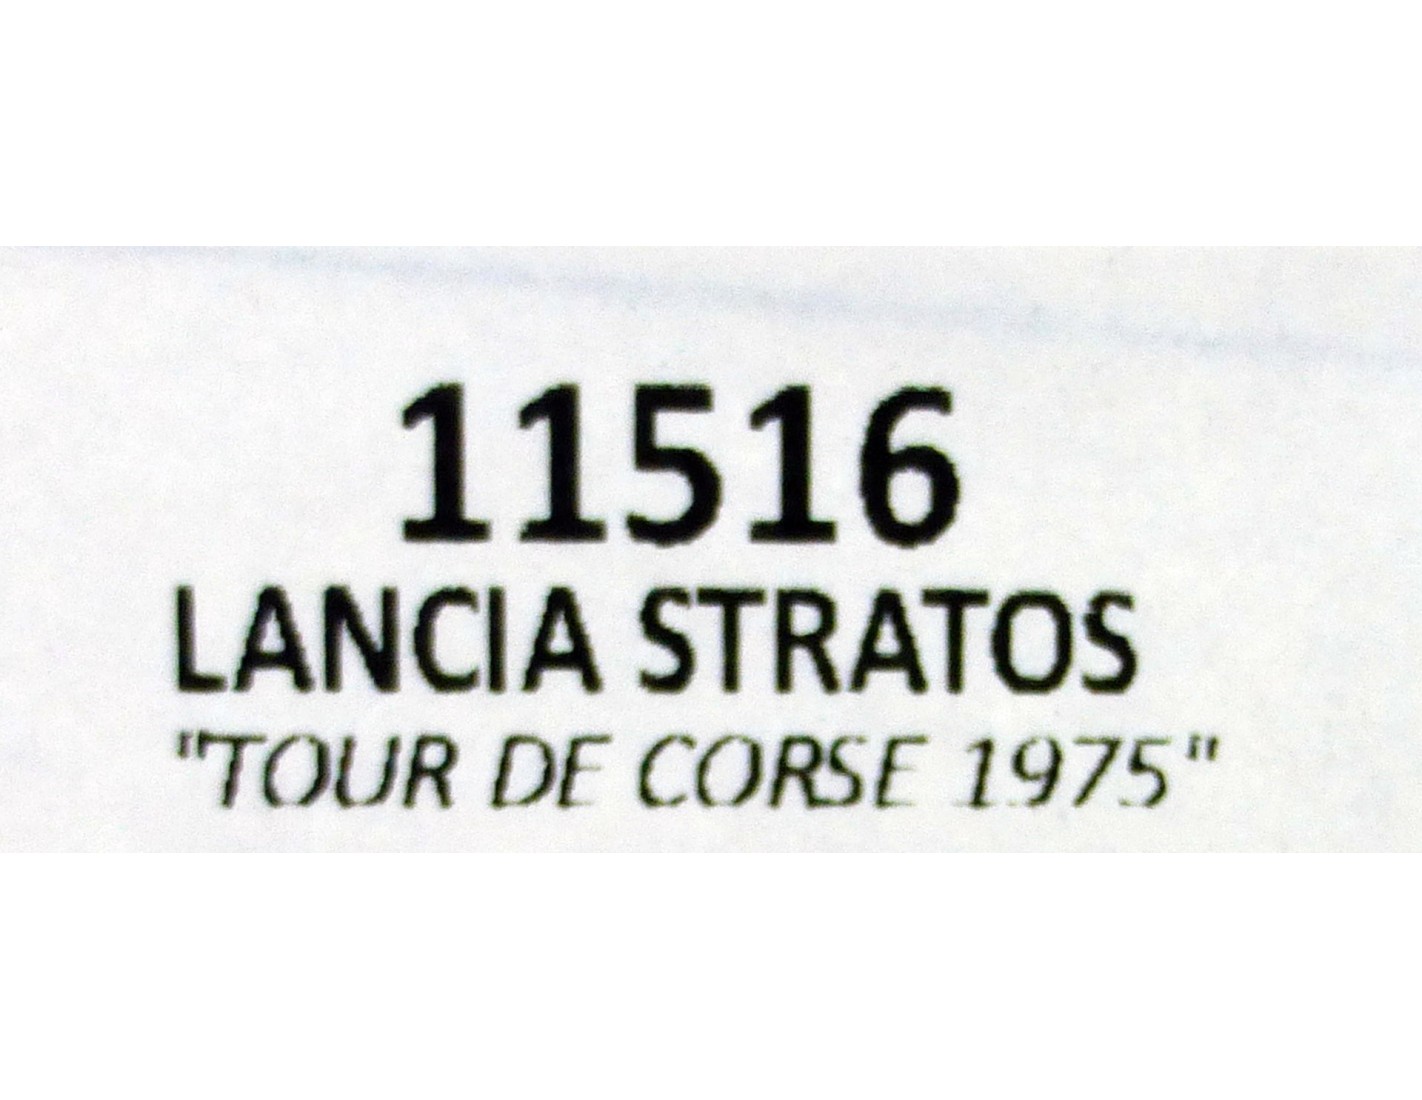 11516
LANCIA STRATOS
"TOUR DE CORSE 1975"